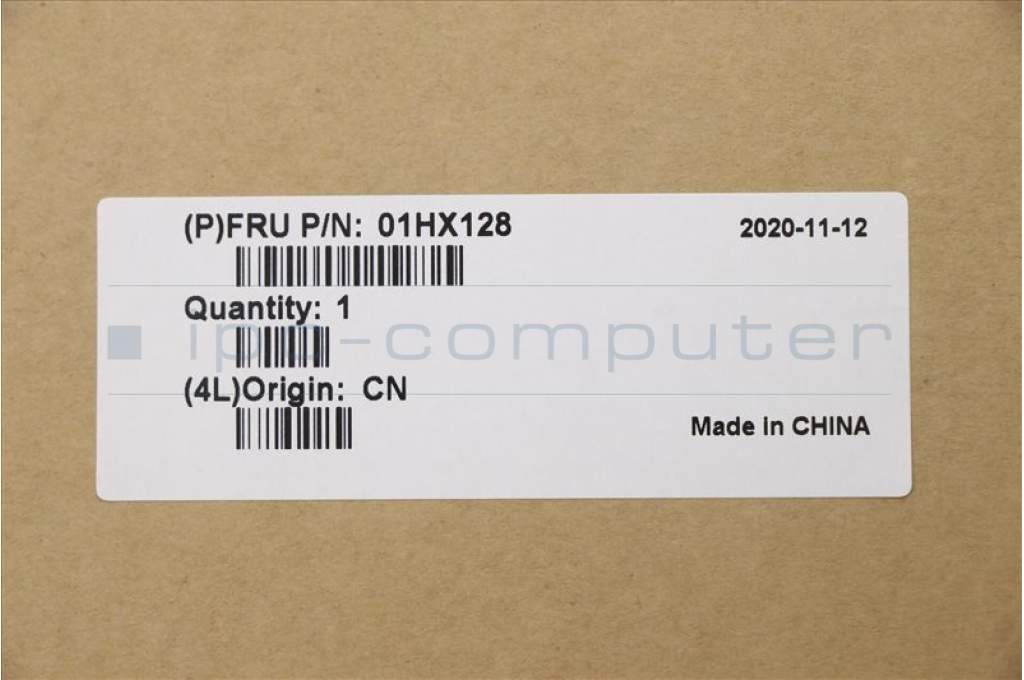 (P)FRU P/N: 01HX128
2020-11-12
Quantity: 1
ipc-computer
(4L)Origin: CN
Made in CHINA